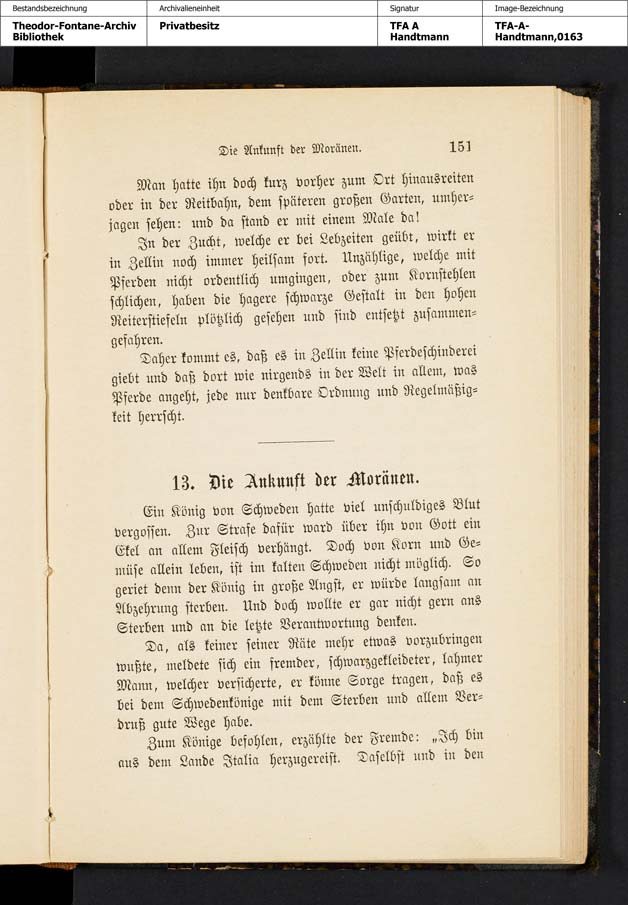 Bestandsbezeichnung Archivalieneinheit Signatur Image-Bezeichnung
Theodor-Fontane-Archiv Privatbesitz TFA A TFA-A-
Bibliothek Handtmann Handtmann,0163
Die Ankunft der Moränen. 151
Man hatte ihn doch kurz vorher zum Ort hinausreiten
oder in der Reitbahn, dem späteren großen Garten, umher-
jagen sehen: und da stand er mit einem Male da!
In der Zucht, welche er bei Lebzeiten geübt, wirkt er
in Zellin noch immer heilsam fort. Unzählige, welche mit
Pferden nicht ordentlich umgingen, oder zum Kornstehlen
schlichen, haben die hagere schwarze Gestalt in den hohen
Reiterstiefeln plötzlich gesehen und sind entsetzt zusammen-
gefahren.
Daher kommt es, daß es in Zellin keine Pferdeschinderei
giebt und daß dort wie nirgends in der Welt in allem, was
Pferde angeht, jede nur denkbare Ordnung und Regelmäßig-
keit herrscht.
13. Die Ankunft der Moränen.
Ein König von Schweden hatte viel unschuldiges Blut
vergossen. Zur Strafe dafür ward über ihn von Gott ein
Ekel an allem Fleisch verhängt. Doch von Korn und Ge-
müse allein leben, ist im kalten Schweden nicht möglich. So
geriet denn der König in große Angst, er würde langsam an
Abzehrung sterben. Und doch wollte er gar nicht gern ans
Sterben und an die letzte Verantwortung denken.
Da, als keiner seiner Räte mehr etwas vorzubringen
wußte, meldete sich ein fremder, schwarzgekleideter, lahmer
Mann, welcher versicherte, er könne Sorge tragen, daß es
bei dem Schwedenkönige mit dem Sterben und allem Ver-
druß gute Wege habe.
Zum Könige befohlen, erzählte der Fremde: „Ich bin
aus dem Lande Italia herzugereist. Daselbst und in den